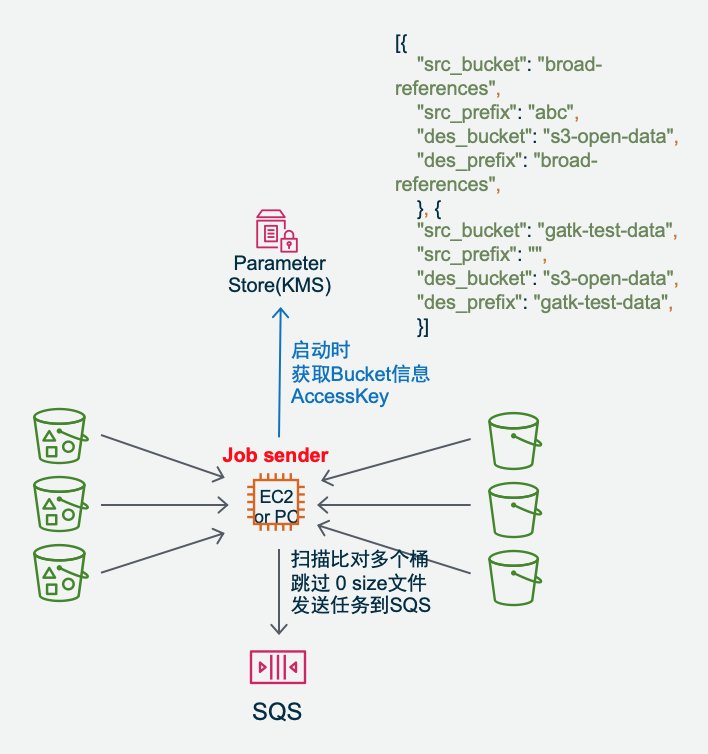 [{
"src_bucket": "broad-
references",
"src_prefix": "abc",
"des_bucket": "s3-open-data",
"des_prefix": "broad-
references",
}, {
"src_bucket": "gatk-test-data",
"src_prefix": "",
"des_bucket": "s3-open-data",
"des_prefix": "gatk-test-data",
}]
Parameter
Store(KMS)
启动时
获取Bucket信息
AccessKey
Job sender
EC2
or PC
扫描比对多个桶
跳过 0 size文件
发送任务到SQS
SQS